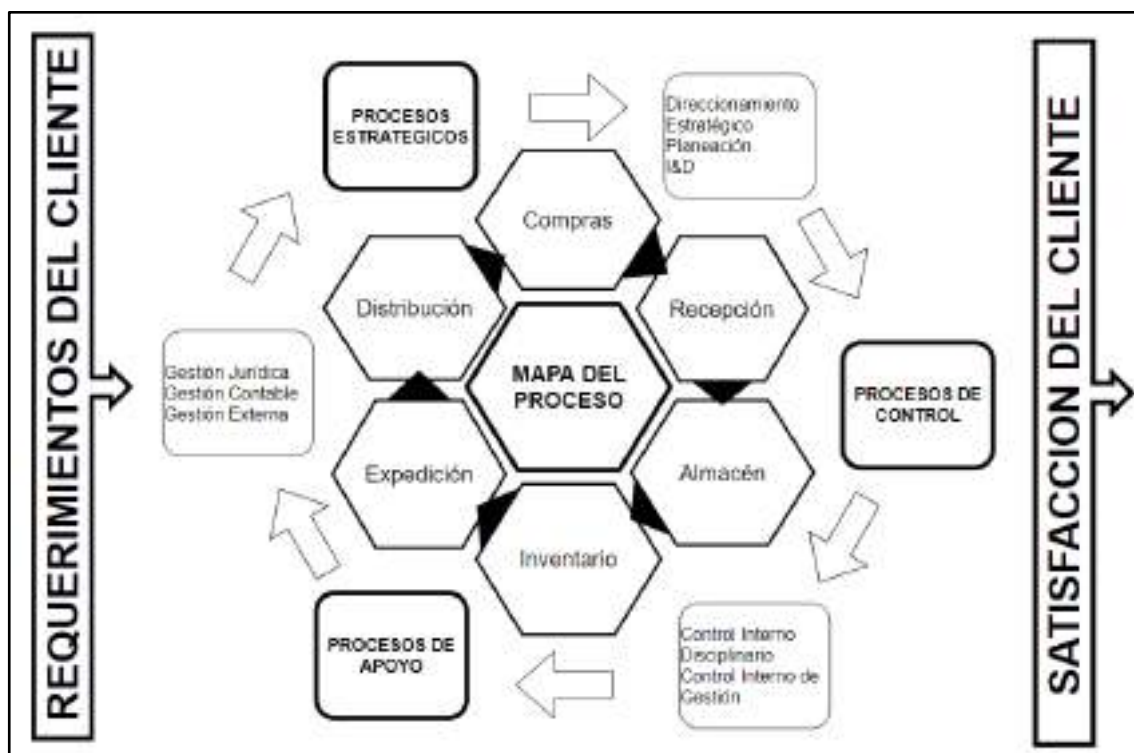 REQUERIMIENTOS DEL CLIENTE
PROCESOS
ESTRATEGICOS
Direccionamiento
Estratégico
Planeación
I&D
Compras
Distribución
Recepción
MAPA DEL
PROCESO
Gestión Jurídica
Gestión Contable
Gestión Externa
PROCESOS DE
CONTROL
Expedición
Almacén
Inventario
PROCESOS DE
APOYO
Control Interno
Disciplinario
Control Interno de
Gestión
SATISFACCION DEL CLIENTE